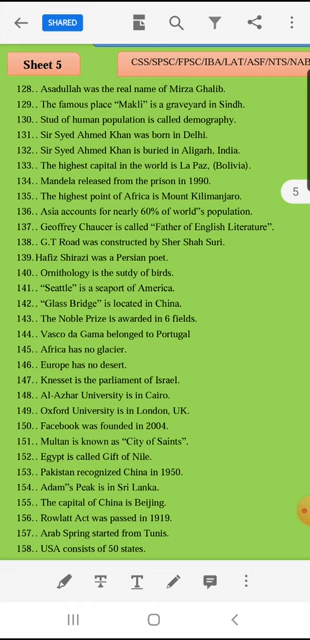 SHARED
Sheet 5
CSS/SPSC/FPSC/IBA/LAT/ASF/NTS/NAB
128.. Asadullah was the real name of Mirza Ghalib.
129.. The famous place “Makli” is a graveyard in Sindh.
130.. Stud of human population is called demography.
131.. Sir Syed Ahmed Khan was born in Delhi.
132.. Sir Syed Ahmed Khan is buried in Aligarh, India.
133.. The highest capital in the world is La Paz, (Bolivia).
134.. Mandela released from the prison in 1990.
135.. The highest point of Africa is Mount Kilimanjaro.
5
136.. Asia accounts for nearly 60% of world"s population.
137.. Geoffrey Chaucer is called “Father of English Literature”.
138.. G.T Road was constructed by Sher Shah Suri.
139. Hafiz Shirazi was a Persian poet.
140.. Ornithology is the sutdy of birds.
141.. “Seattle” is a seaport of America.
142.. “Glass Bridge” is located in China.
143.. The Noble Prize is awarded in 6 fields.
144.. Vasco da Gama belonged to Portugal
145.. Africa has no glacier.
146.. Europe has no desert.
147.. Knesset is the parliament of Israel.
148.. Al-Azhar University is in Cairo.
149.. Oxford University is in London, UK.
150.. Facebook was founded in 2004.
151.. Multan is known as “City of Saints”.
152.. Egypt is called Gift of Nile.
153.. Pakistan recognized China in 1950.
154.. Adam"s Peak is in Sri Lanka.
155.. The capital of China is Beijing.
156.. Rowlatt Act was passed in 1919.
157.. Arab Spring started from Tunis.
158.. USA consists of 50 states.